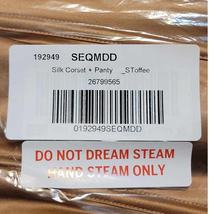 192949 SEQMDD
Silk Corset + Panty _SToffee
26799565
0192949SEQMDD
DO NOT DREAM STEAM
HAND STEAM ONLY